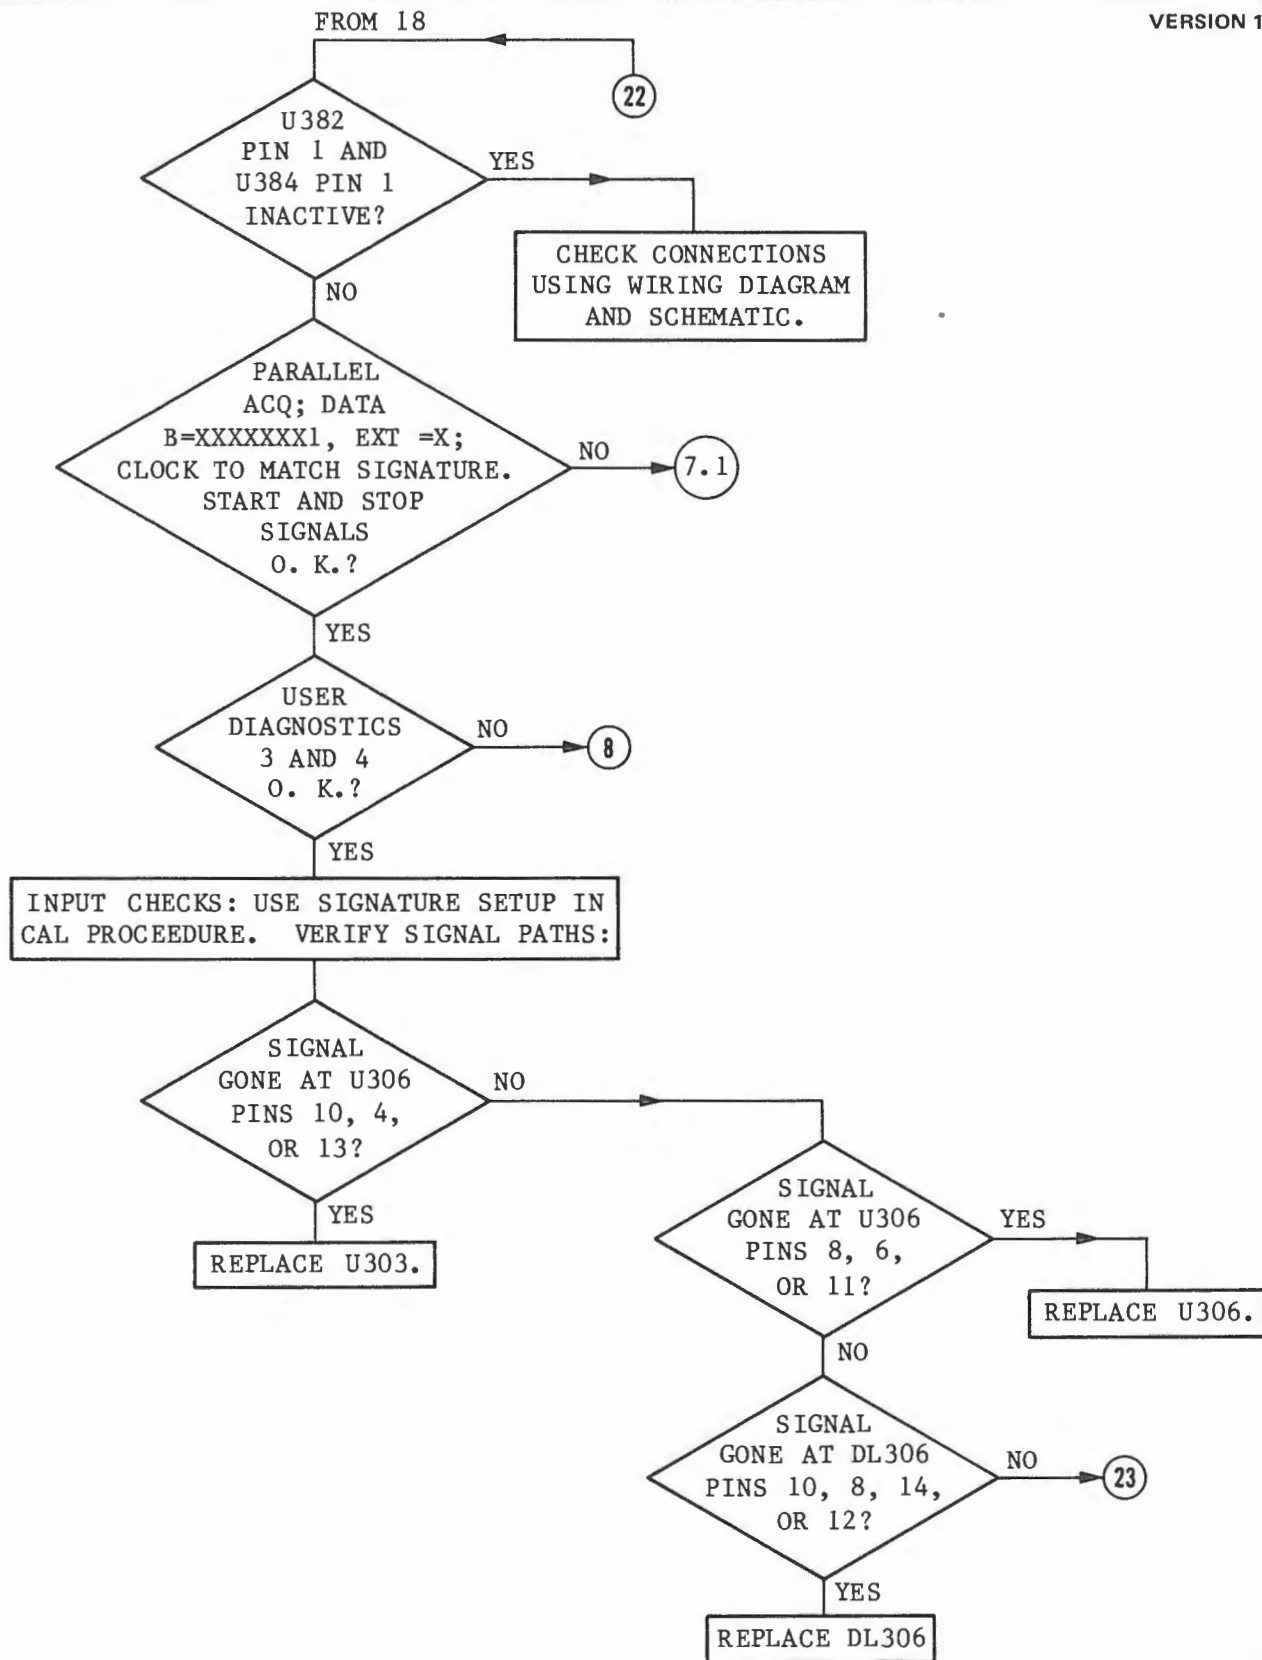 FROM 18
VERSION 1
22
U382
PIN 1 AND
U384 PIN 1
INACTIVE?
YES
CHECK CONNECTIONS
USING WIRING DIAGRAM
AND SCHEMATIC.
NO
PARALLEL
ACQ; DATA
B=XXXXXXX1, EXT =X;
CLOCK TO MATCH SIGNATURE.
START AND STOP
SIGNALS
O. K.?
NO
7.1
YES
USER
DIAGNOSTICS
3 AND 4
O. K.?
NO
8
YES
INPUT CHECKS: USE SIGNATURE SETUP IN
CAL PROCEEDURE. VERIFY SIGNAL PATHS:
SIGNAL
GONE AT U306
PINS 10, 4,
OR 13?
NO
YES
REPLACE U303.
SIGNAL
GONE AT U306
PINS 8, 6,
OR 11?
YES
REPLACE U306.
NO
SIGNAL
GONE AT DL306
PINS 10, 8, 14,
OR 12?
NO
23
YES
REPLACE DL306